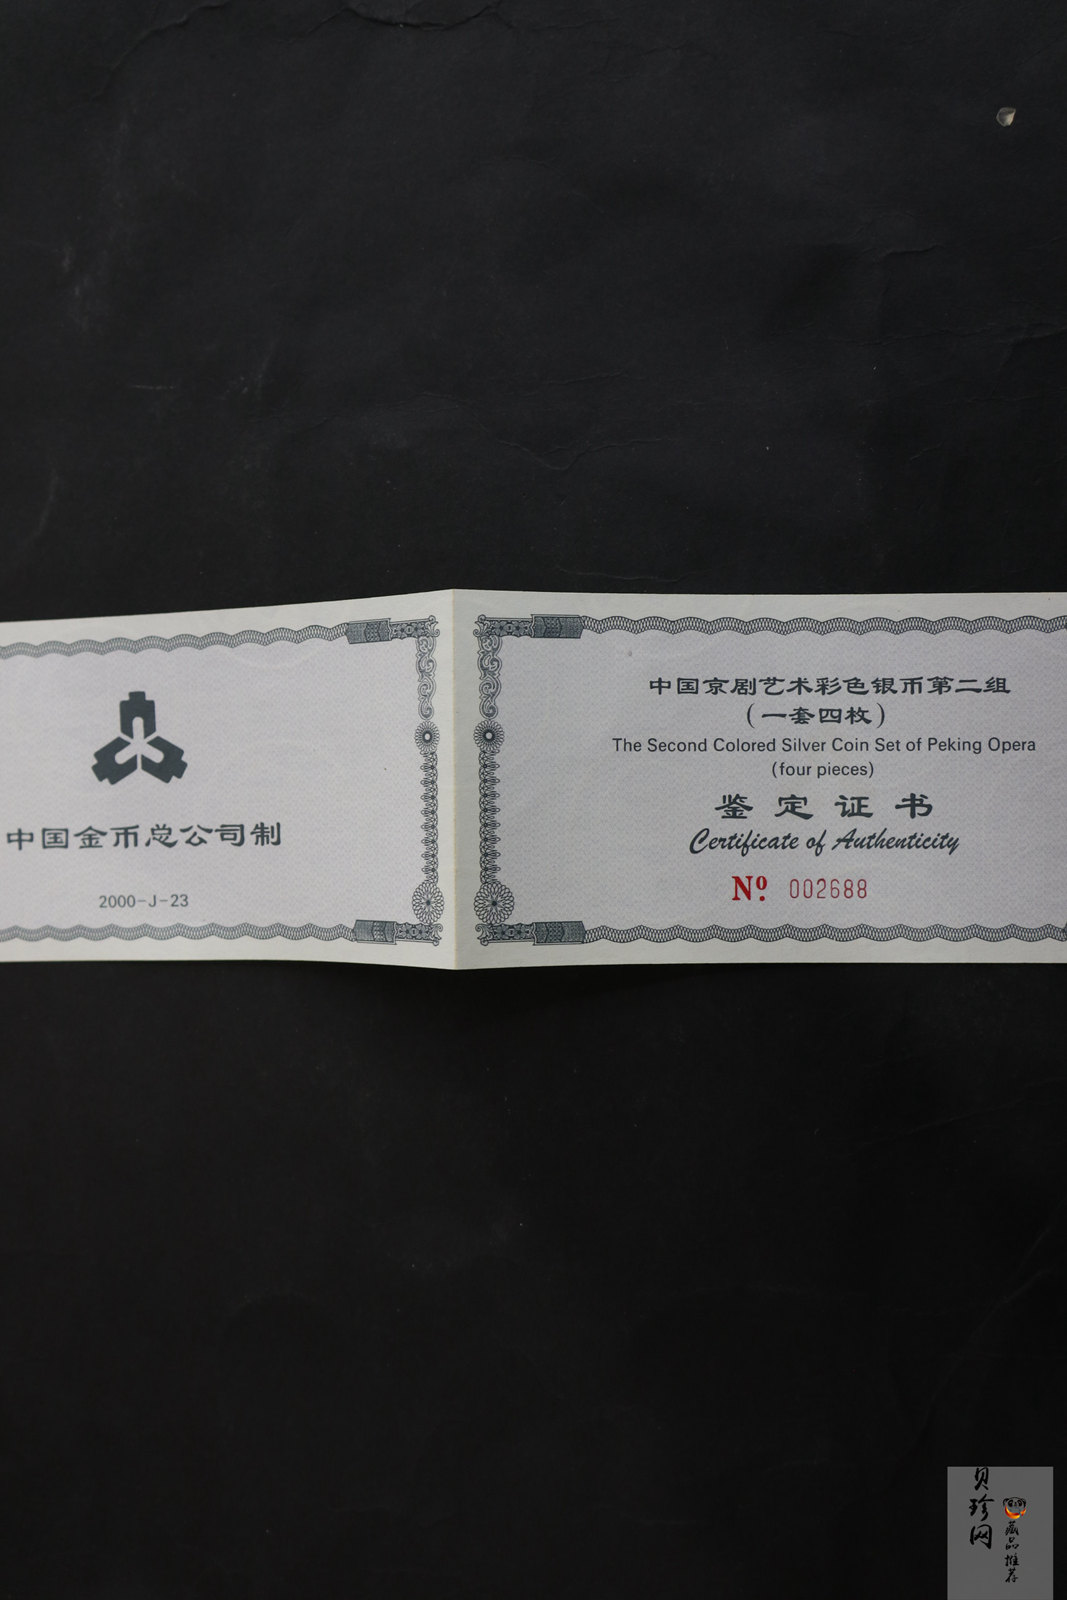 中国金币总公司制
2000-J-23
中国京剧艺术彩色银币第二组
(一套四枚)
The Second Colored Silver Coin Set of Peking Opera
(four pieces)
鉴定证书
Certificate of Authenticity
Nº. 002688
贝珍网
藏品推荐